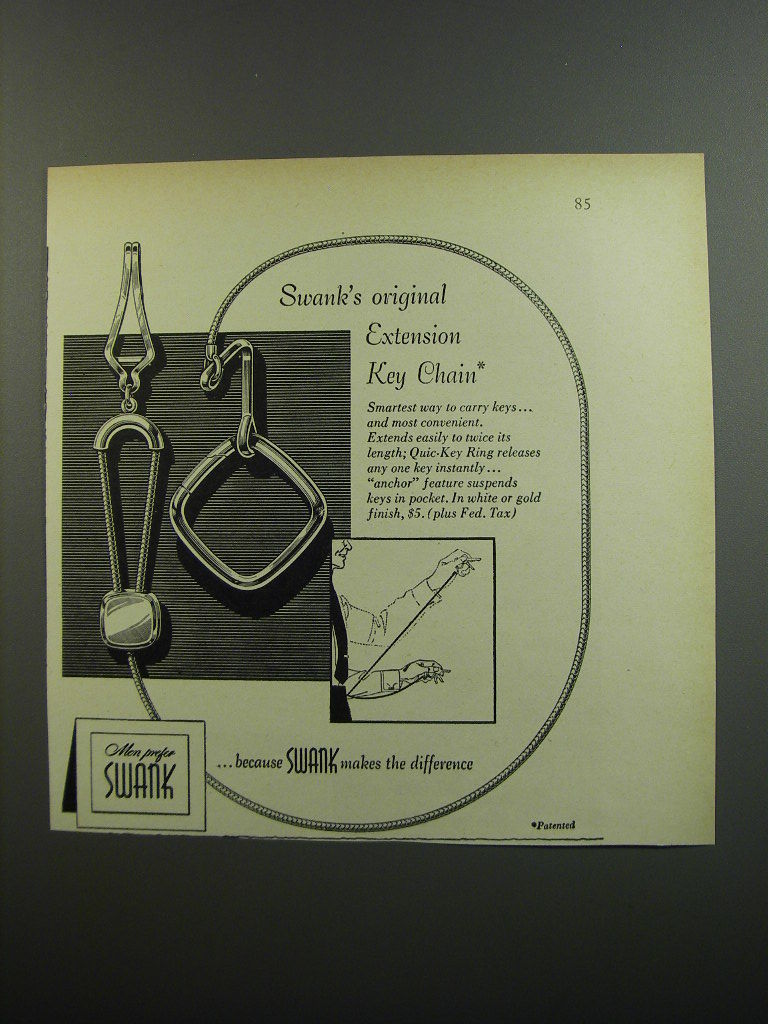 85
Swank's original
Extension
Key Chain*
Smartest way to carry keys...
and most convenient.
Extends easily to twice its
length; Quic-Key Ring releases
any one key instantly...
"anchor" feature suspends
keys in pocket. In white or gold
finish, $5. (plus Fed. Tax)
Men prefer
SWANK
...because SWANK makes the difference
*Patented